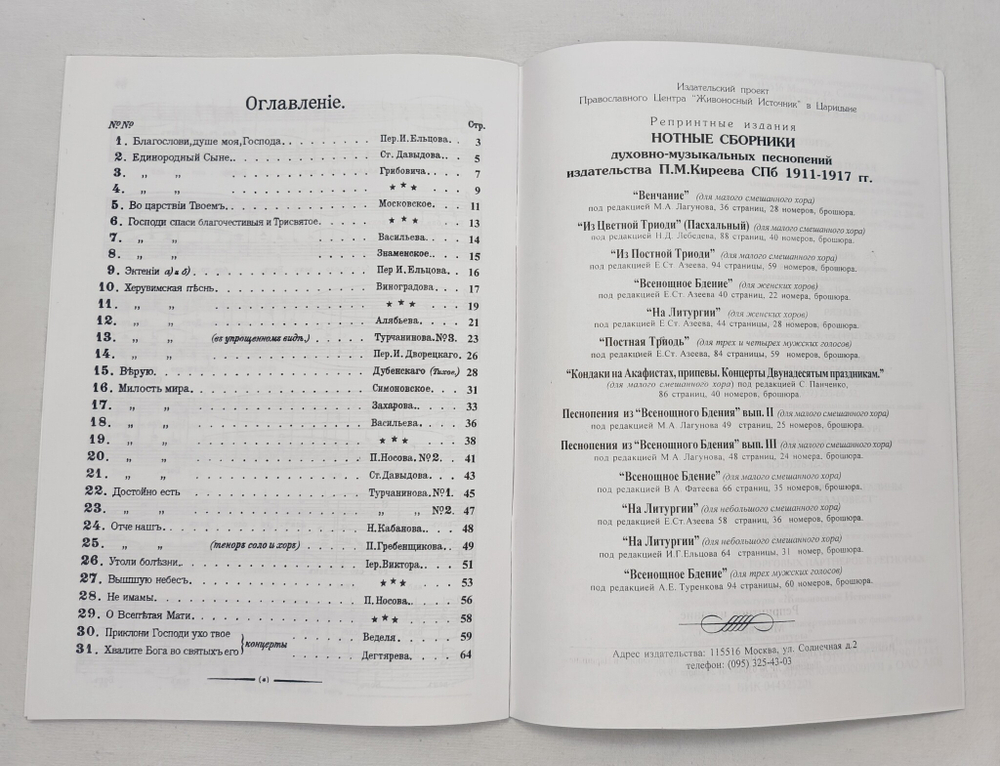 Оглавленіе.
№№ Стр.
1. Благослови,душе моя,Господа. Пер.И.Ельцова. 3
2. Единородный Сыне. Ст. Давыдова. 5
3. „ „ Грибовича. 7
4. „ „ * * * 9
5. Во царствіи Твоемъ. Московское. 11
6. Господи спаси благочестивыя и Трисвятое. * * * 13
7. „ „ Васильева. 14
8. „ „ Знаменское. 15
9. Эктеніи а) и б) Пер И.Ельцова. 16
10. Херувимская пѣснь. Виноградова. 17
11. „ „ * * * 19
12. „ „ Алябьева. 21
13. „ „ (въ упрощенномъ видѣ.) Турчанинова.№3. 23
14. „ „ Пер.И. Дворецкаго. 26
15. Вѣрую. Дубенскаго (Тихое.) 28
16. Милость мира. Симоновское. 31
17. „ „ Захарова. 33
18. „ „ Васильева. 36
19. „ „ * * * 38
20. „ „ П.Носова. №2. 41
21. „ „ Ст.Давыдова. 43
22. Достойно есть Турчанинова.№1. 45
23. „ „ „ „ №2. 47
24. Отче нашъ. Н.Кабанова. 48
25. „ „ (теноръ соло и хоръ) П.Гребенщикова. 49
26. Утоли болѣзни. Іер.Виктора. 51
27. Вышшую небесъ. * * * 53
28. Не имамы. П.Носова. 56
29. О Всепѣтая Мати. * * * 58
30. Приклони Господи ухо твое Веделя. 59
концерты
31. Хвалите Бога во святыхъ его Дегтярева. 64
Издательский проект
Православного Центра "Живоносный Источник" в Царицыне
Репринтные издания
НОТНЫЕ СБОРНИКИ
духовно-музыкальных песнопений
издательства П.М.Киреева СПб 1911-1917 гг.
“Венчание” (для малого смешанного хора)
под редакцией М.А. Лагунова, 36 страниц, 28 номеров, брошюра.
“Из Цветной Триоди” (Пасхальный) (для малого смешанного хора)
под редакцией Н.Д. Лебедева, 88 страниц, 40 номеров, брошюра.
“Из Постной Триоди” (для малого смешанного хора)
под редакцией Е.Ст. Азеева, 94 страницы, 59 номеров, брошюра.
“Всенощное Бдение” (для женских хоров)
под редакцией Е.Ст. Азеева 40 страниц, 22 номера, брошюра.
“На Литургии” (для женских хоров)
под редакцией Е.Ст. Азеева, 44 страницы, 28 номеров, брошюра.
“Постная Триодь” (для трех и четырех мужских голосов)
под редакцией Е.Ст. Азеева, 84 страницы, 59 номеров, брошюра.
“Кондаки на Акафистах, припевы. Концерты Двунадесятым праздникам.”
(для малого смешанного хора) под редакцией С. Панченко,
86 страниц, 40 номеров, брошюра.
Песнопения из “Всенощного Бдения” вып. II (для малого смешанного хора)
под редакцией М.А. Лагунова 49 страниц, 25 номеров, брошюра.
Песнопения из “Всенощного Бдения” вып. III (для малого смешанного хора)
под редакцией М.А. Лагунова, 48 страниц, 24 номера, брошюра.
“Всенощное Бдение” (для малого смешанного хора)
под редакцией В.А. Фатеева 66 страниц, 35 номеров, брошюра.
“На Литургии” (для небольшого смешанного хора)
под редакцией Е.Ст.Азеева 58 страниц, 36 номеров, брошюра.
“На Литургии” (для небольшого смешанного хора)
под редакцией И.Г.Ельцова 64 страницы, 31 номер, брошюра.
“Всенощное Бдение” (для трех мужских голосов)
под редакцией А.Е. Туренкова 94 страницы, 60 номеров, брошюра.
Адрес издательства: 115516 Москва, ул. Солнечная д.2
телефон: (095) 325-43-03